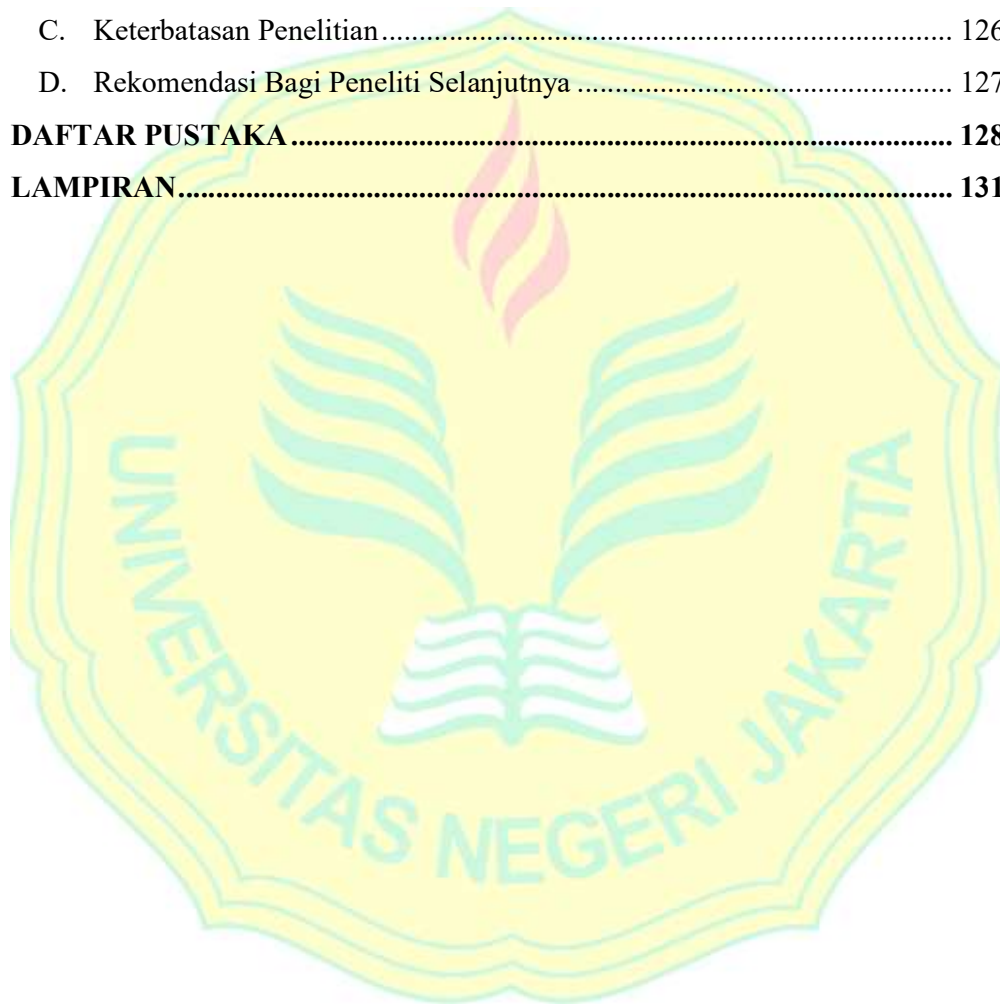 C. Keterbatasan Penelitian ........................................................................ 126
D. Rekomendasi Bagi Peneliti Selanjutnya ............................................... 127
DAFTAR PUSTAKA ...................................................................................... 128
LAMPIRAN.................................................................................................... 131
UNIVERSITAS NEGERI JAKARTA